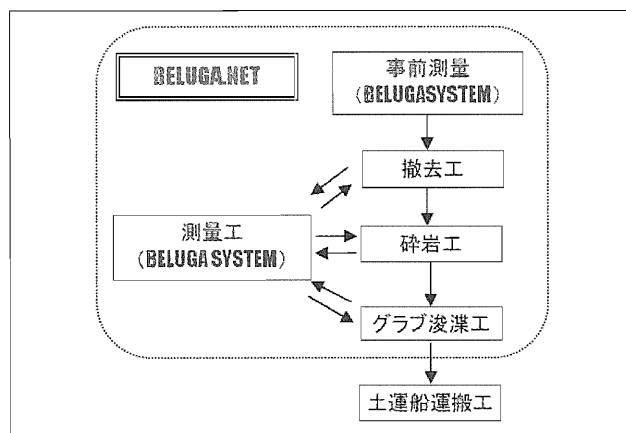 BELUGA.NET
事前測量
(BELUGASYSTEM)
撤去工
測量工
(BELUGA SYSTEM)
砕岩工
グラブ浚渫工
土運船運搬工